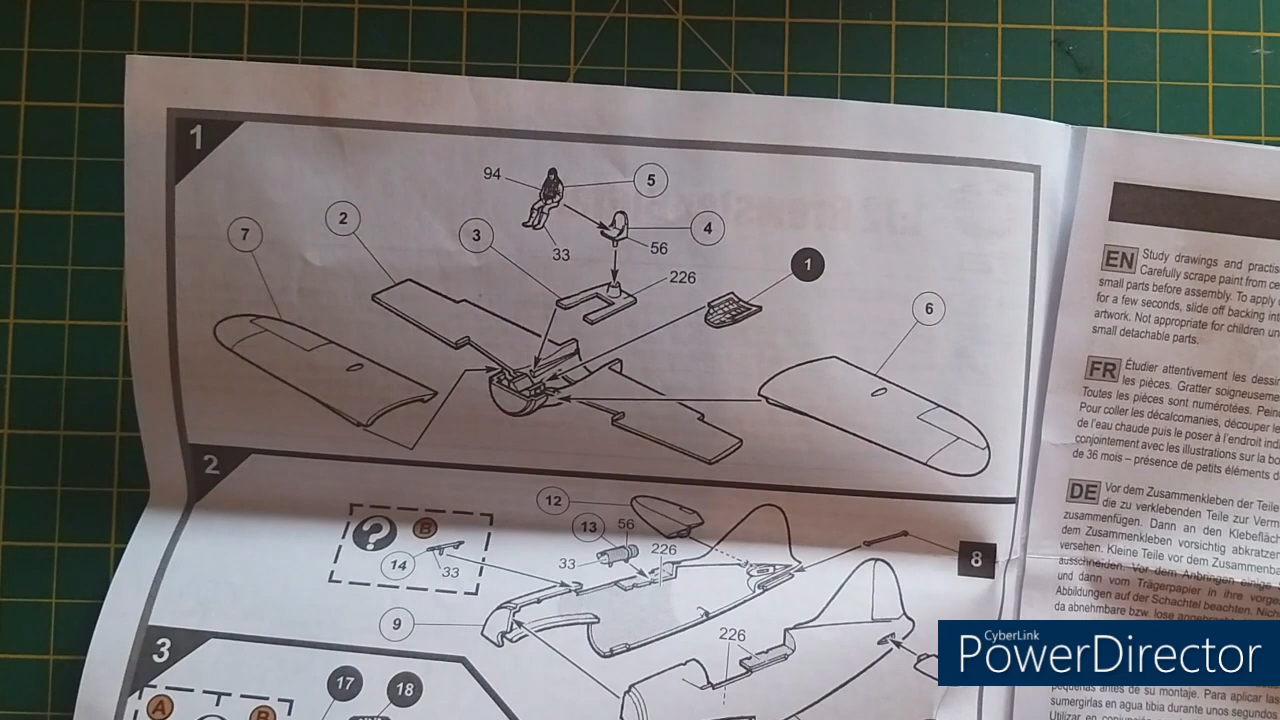 1
94
5
2
4
7
3
33
56
226
1
6
2
12
13
56
B
33
226
14
33
8
9
226
3
17
18
A
B
EN Study drawings and practis
Carefully scrape paint from ce
small parts before assembly. To apply
for a few seconds, slide off backing int
artwork. Not appropriate for children un
small detachable parts.
FR Étudier attentivement les dessi
les pièces. Gratter soigneuseme
Toutes les pièces sont numérotées. Pein
Pour coller les décalcomanies, découper le
de l'eau chaude puis le poser à l'endroit indi
conjointement avec les illustrations sur la bo
de 36 mois – présence de petits éléments d
DE Vor dem Zusammenkleben der Teile
die zu verklebenden Teile zur Verm
zusammenfügen. Dann an den Klebefläch
dem Zusammenkleben vorsichtig abkratzen
versehen. Kleine Teile vor dem Zusammenba
ausschneiden. Vor dem Anbringen einige
und dann vom Trägerpapier in ihre vorge
Abbildungen auf der Schachtel beachten. Nich
da abnehmbare bzw. lose
CyberLink
PowerDirector
pequeñas antes de su montaje. Para aplicar las
sumergirlas en agua tibia durante unos segundos